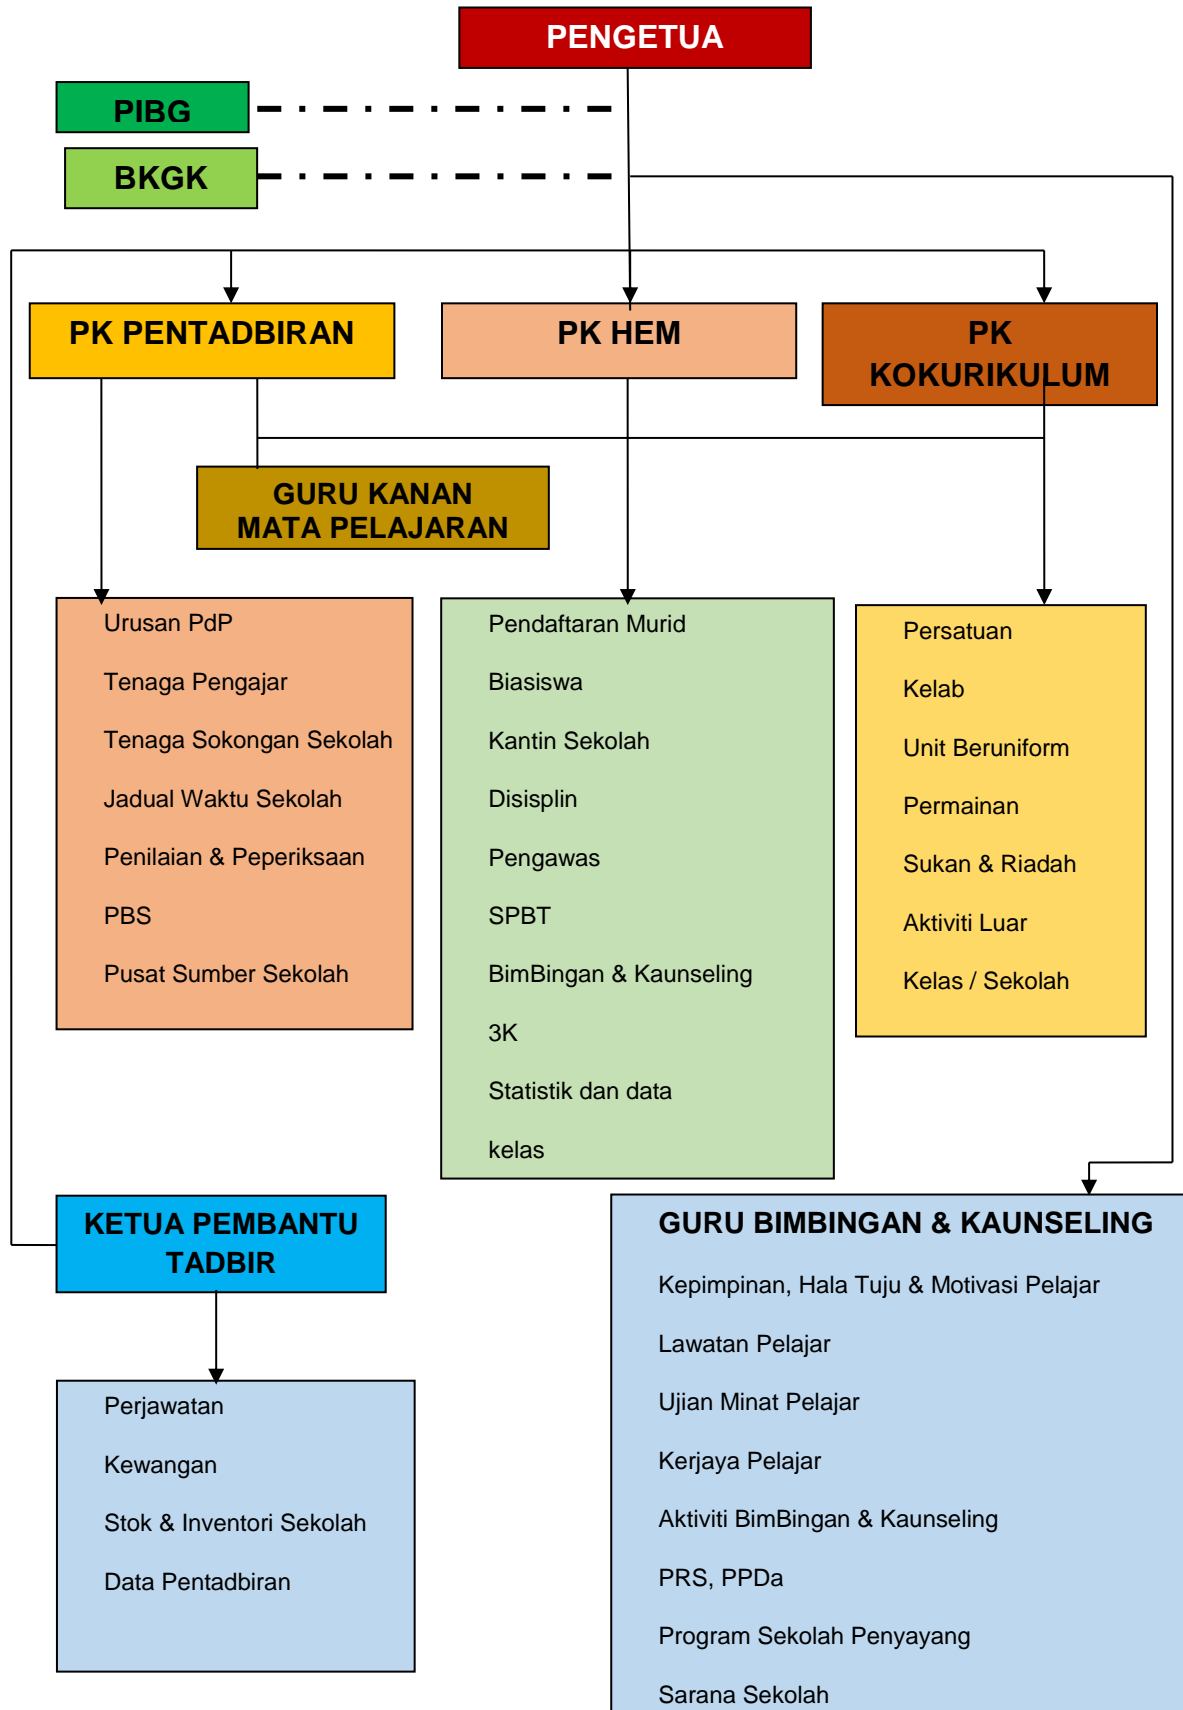 PENGETUA
PIBG
BKGK
PK PENTADBIRAN
PK HEM
PK
KOKURIKULUM
GURU KANAN
MATA PELAJARAN
Urusan PdP
Tenaga Pengajar
Tenaga Sokongan Sekolah
Jadual Waktu Sekolah
Penilaian & Peperiksaan
PBS
Pusat Sumber Sekolah
Pendaftaran Murid
Biasiswa
Kantin Sekolah
Disisplin
Pengawas
SPBT
BimBingan & Kaunseling
3K
Statistik dan data
kelas
Persatuan
Kelab
Unit Beruniform
Permainan
Sukan & Riadah
Aktiviti Luar
Kelas / Sekolah
KETUA PEMBANTU
TADBIR
Perjawatan
Kewangan
Stok & Inventori Sekolah
Data Pentadbiran
GURU BIMBINGAN & KAUNSELING
Kepimpinan, Hala Tuju & Motivasi Pelajar
Lawatan Pelajar
Ujian Minat Pelajar
Kerjaya Pelajar
Aktiviti BimBingan & Kaunseling
PRS, PPDa
Program Sekolah Penyayang
Sarana Sekolah